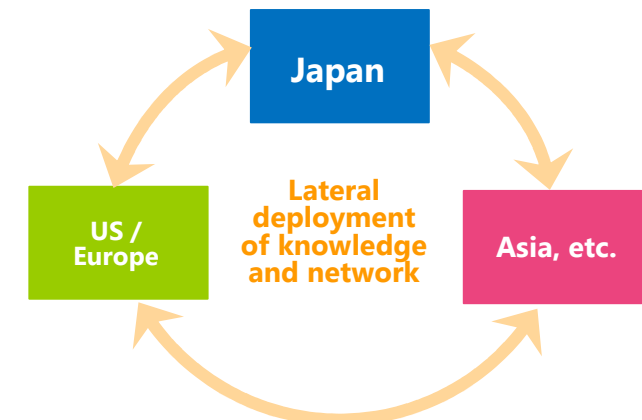 Japan
Lateral
deployment
of knowledge
and network
US /
Europe
Asia, etc.